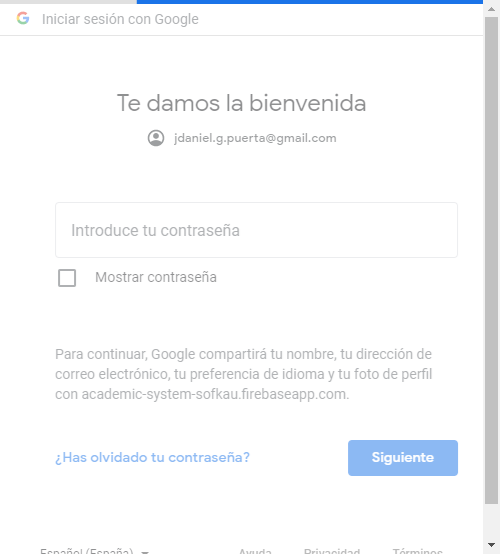 Iniciar sesión con Google
Te damos la bienvenida
jdaniel.g.puerta@gmail.com
Introduce tu contraseña
Mostrar contraseña
Para continuar, Google compartirá tu nombre, tu dirección de
correo electrónico, tu preferencia de idioma y tu foto de perfil
con academic-system-sofkau.firebaseapp.com.
¿Has olvidado tu contraseña?
Siguiente
Español (España) Ayuda Privacidad Términos